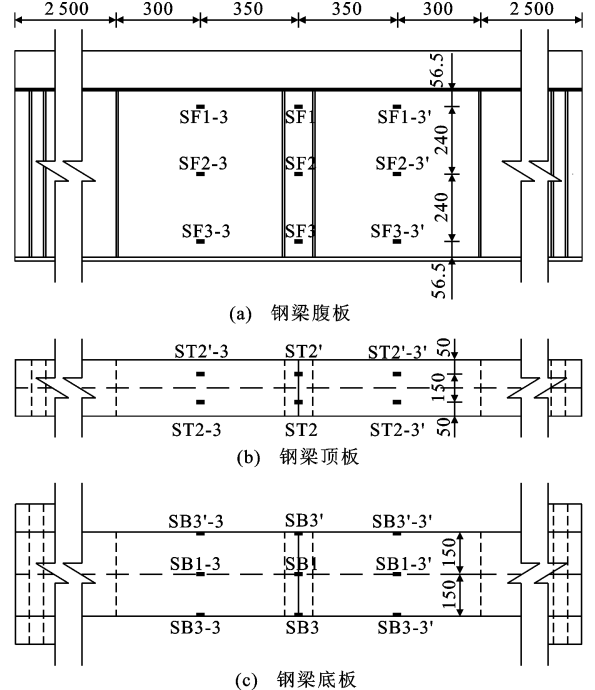 2 500 300 350 350 300 2 500
56.5
SF1-3 SF1 SF1-3'
240
SF2-3 SF2 SF2-3'
240
SF3-3 SF3 SF3-3'
56.5
(a) 钢梁腹板
ST2'-3 ST2' ST2'-3' 50
150
ST2-3 ST2 ST2-3' 50
(b) 钢梁顶板
SB3'-3 SB3' SB3'-3'
150
SB1-3 SB1 SB1-3'
150
SB3-3 SB3 SB3-3'
(c) 钢梁底板